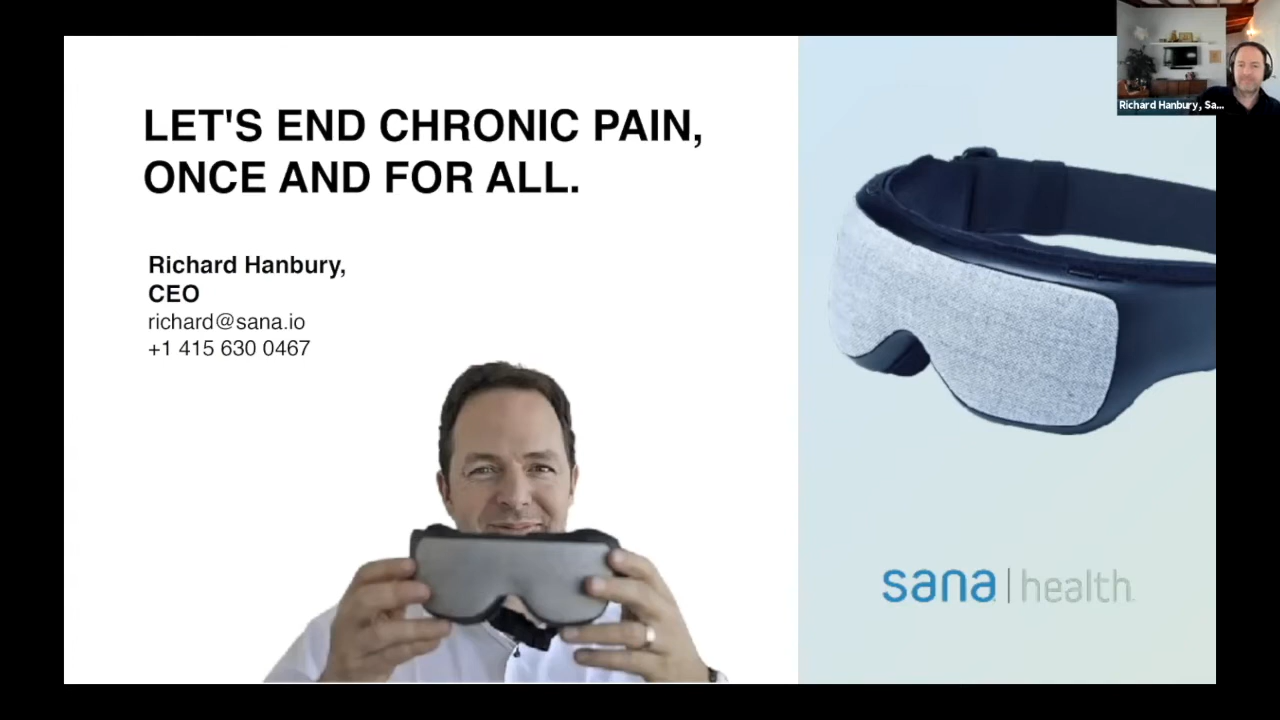 LET'S END CHRONIC PAIN,
ONCE AND FOR ALL.
Richard Hanbury,
CEO
richard@sana.io
+1 415 630 0467
sana | health
Richard Hanbury, Sa...